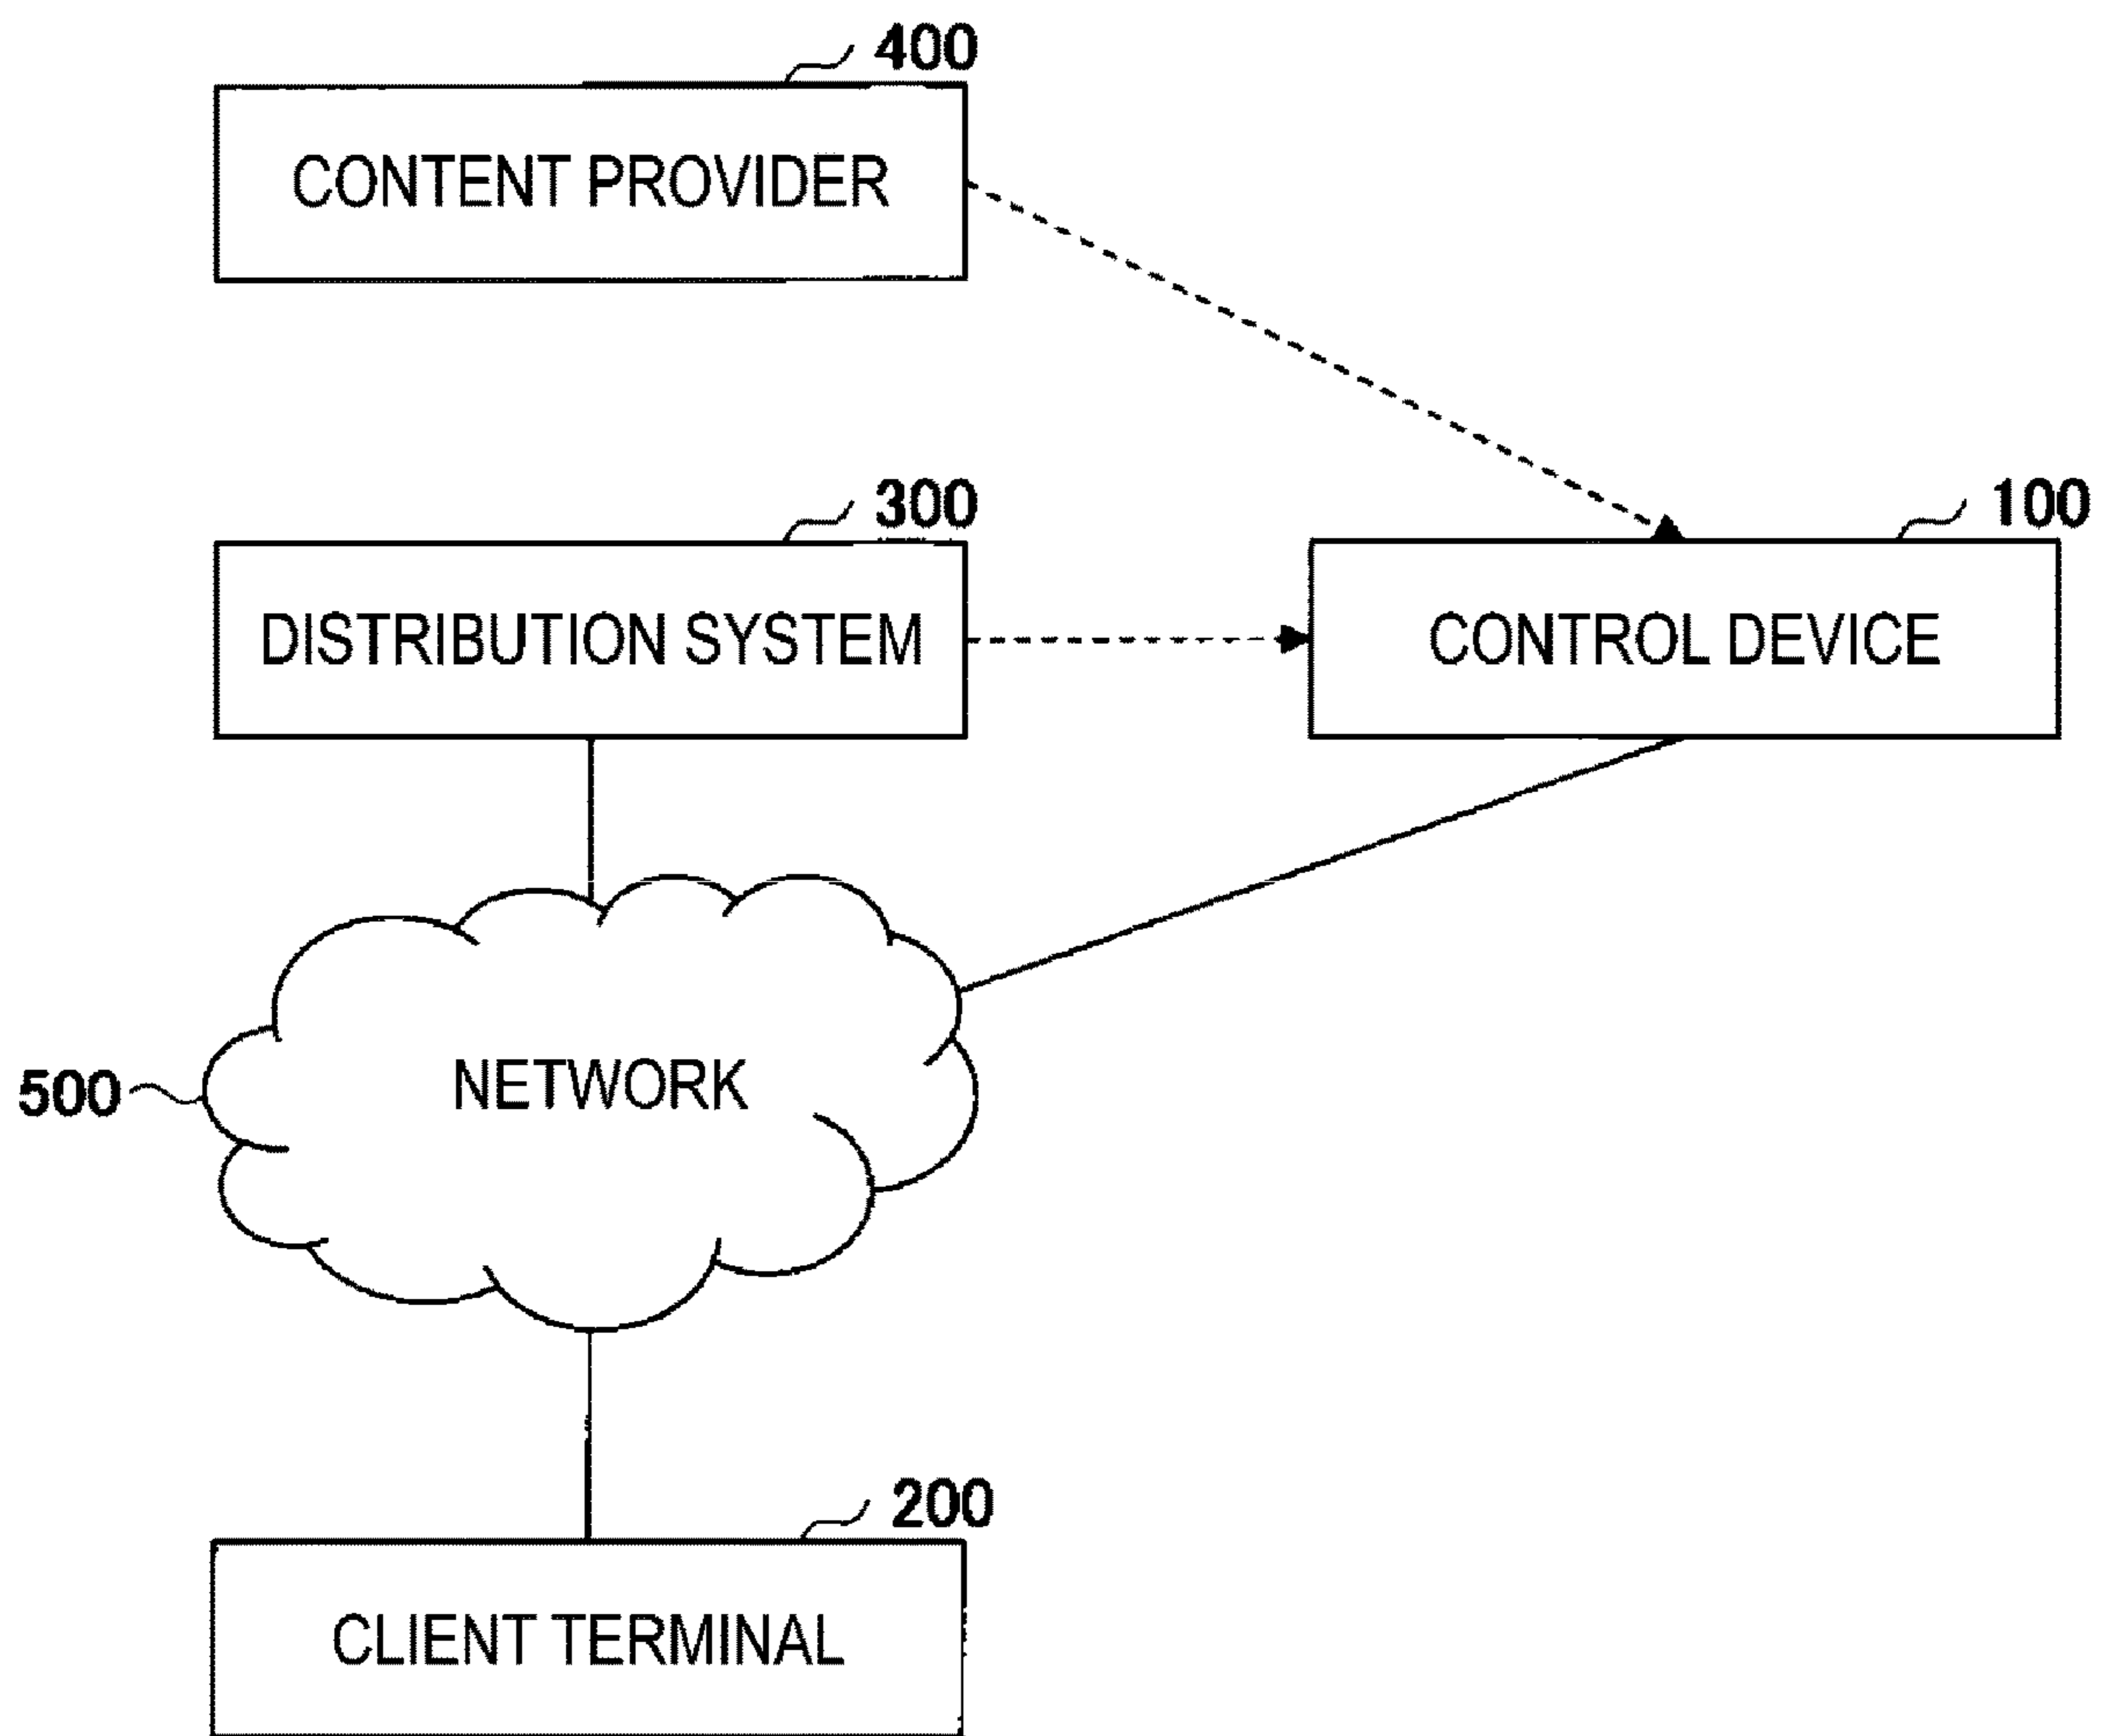 400
CONTENT PROVIDER
300
100
DISTRIBUTION SYSTEM
CONTROL DEVICE
NETWORK
500
200
CLIENT TERMINAL